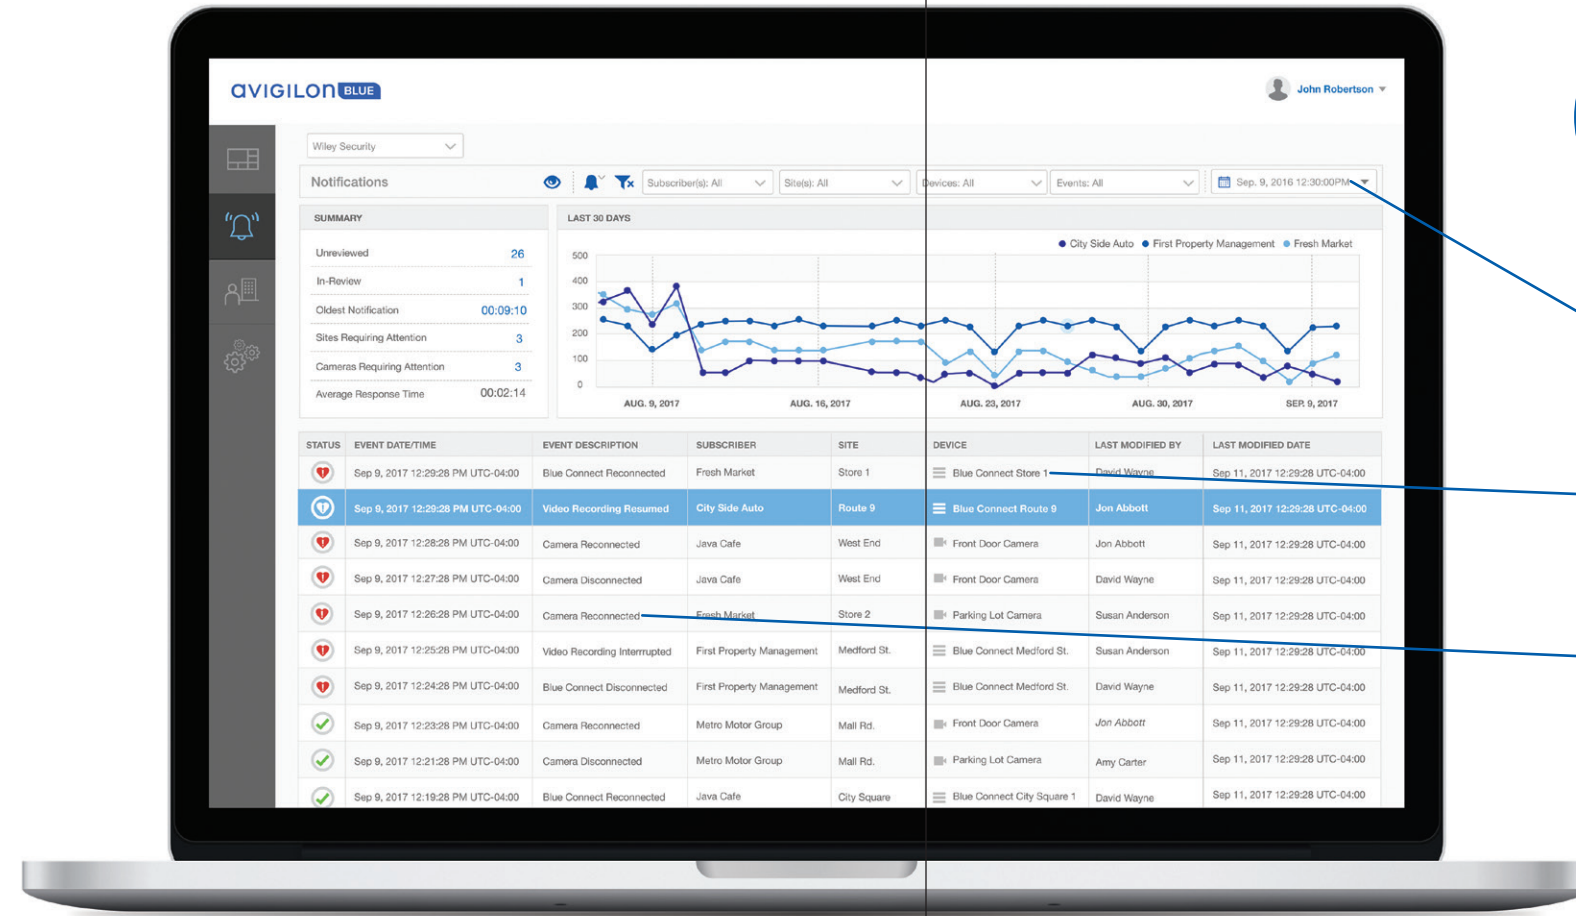 aVIGILON BLUE
John Robertson
Wiley Security
Notifications
Subscriber(s): All
Site(s): All
Devices: All
Events: All
Sep. 9, 2016 12:30:00PM
SUMMARY
Unreviewed 26
In-Review 1
Oldest Notification 00:09:10
Sites Requiring Attention 3
Cameras Requiring Attention 3
Average Response Time 00:02:14
LAST 30 DAYS
City Side Auto First Property Management Fresh Market
500
400
300
200
100
0
AUG. 9, 2017 AUG. 16, 2017 AUG. 23, 2017 AUG. 30, 2017 SEP. 9, 2017
STATUS EVENT DATE/TIME EVENT DESCRIPTION SUBSCRIBER SITE DEVICE LAST MODIFIED BY LAST MODIFIED DATE
Sep 9, 2017 12:29:28 PM UTC-04:00 Blue Connect Reconnected Fresh Market Store 1 Blue Connect Store 1 David Wayne Sep 11, 2017 12:29:28 UTC-04:00
Sep 9, 2017 12:29:28 PM UTC-04:00 Video Recording Resumed City Side Auto Route 9 Blue Connect Route 9 Jon Abbott Sep 11, 2017 12:29:28 UTC-04:00
Sep 9, 2017 12:28:28 PM UTC-04:00 Camera Reconnected Java Cafe West End Front Door Camera Jon Abbott Sep 11, 2017 12:29:28 UTC-04:00
Sep 9, 2017 12:27:28 PM UTC-04:00 Camera Disconnected Java Cafe West End Front Door Camera David Wayne Sep 11, 2017 12:29:28 UTC-04:00
Sep 9, 2017 12:26:28 PM UTC-04:00 Camera Reconnected Fresh Market Store 2 Parking Lot Camera Susan Anderson Sep 11, 2017 12:29:28 UTC-04:00
Sep 9, 2017 12:25:28 PM UTC-04:00 Video Recording Interrrupted First Property Management Medford St. Blue Connect Medford St. Susan Anderson Sep 11, 2017 12:29:28 UTC-04:00
Sep 9, 2017 12:24:28 PM UTC-04:00 Blue Connect Disconnected First Property Management Medford St. Blue Connect Medford St. David Wayne Sep 11, 2017 12:29:28 UTC-04:00
Sep 9, 2017 12:23:28 PM UTC-04:00 Camera Reconnected Metro Motor Group Mall Rd. Front Door Camera Jon Abbott Sep 11, 2017 12:29:28 UTC-04:00
Sep 9, 2017 12:21:28 PM UTC-04:00 Camera Disconnected Metro Motor Group Mall Rd. Parking Lot Camera Amy Carter Sep 11, 2017 12:29:28 UTC-04:00
Sep 9, 2017 12:19:28 PM UTC-04:00 Blue Connect Reconnected Java Cafe City Square Blue Connect City Square 1 David Wayne Sep 11, 2017 12:29:28 UTC-04:00